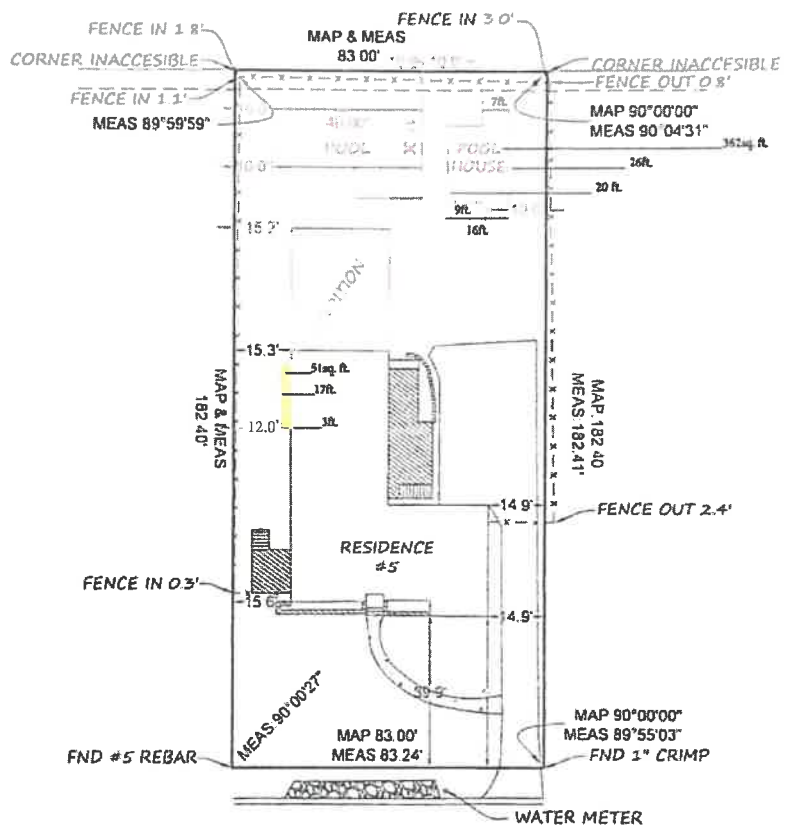 FENCE IN 1 8'
FENCE IN 3 0'
MAP & MEAS
83 00'
CORNER INACCESIBLE
CORNER INACCESIBLE
FENCE OUT 0.8'
FENCE IN 1.1'
MEAS 89°59'59"
7ft.
MAP 90°00'00"
MEAS 90°04'31"
POOL
POOL
HOUSE
362sq. ft.
26ft.
20 ft.
9ft.
16ft.
15.2'
15.3'
51sq. ft.
17ft.
12.0'
3ft.
MAP & MEAS
182 40'
MAP. 182 40
MEAS. 182.41'
14.9'
FENCE OUT 2.4'
RESIDENCE
#5
FENCE IN 0.3'
15 6'
14.9'
MEAS. 90°00'27"
MAP 83.00'
MEAS 83.24'
MAP 90°00'00"
MEAS 89°55'03"
FND #5 REBAR
FND 1" CRIMP
WATER METER